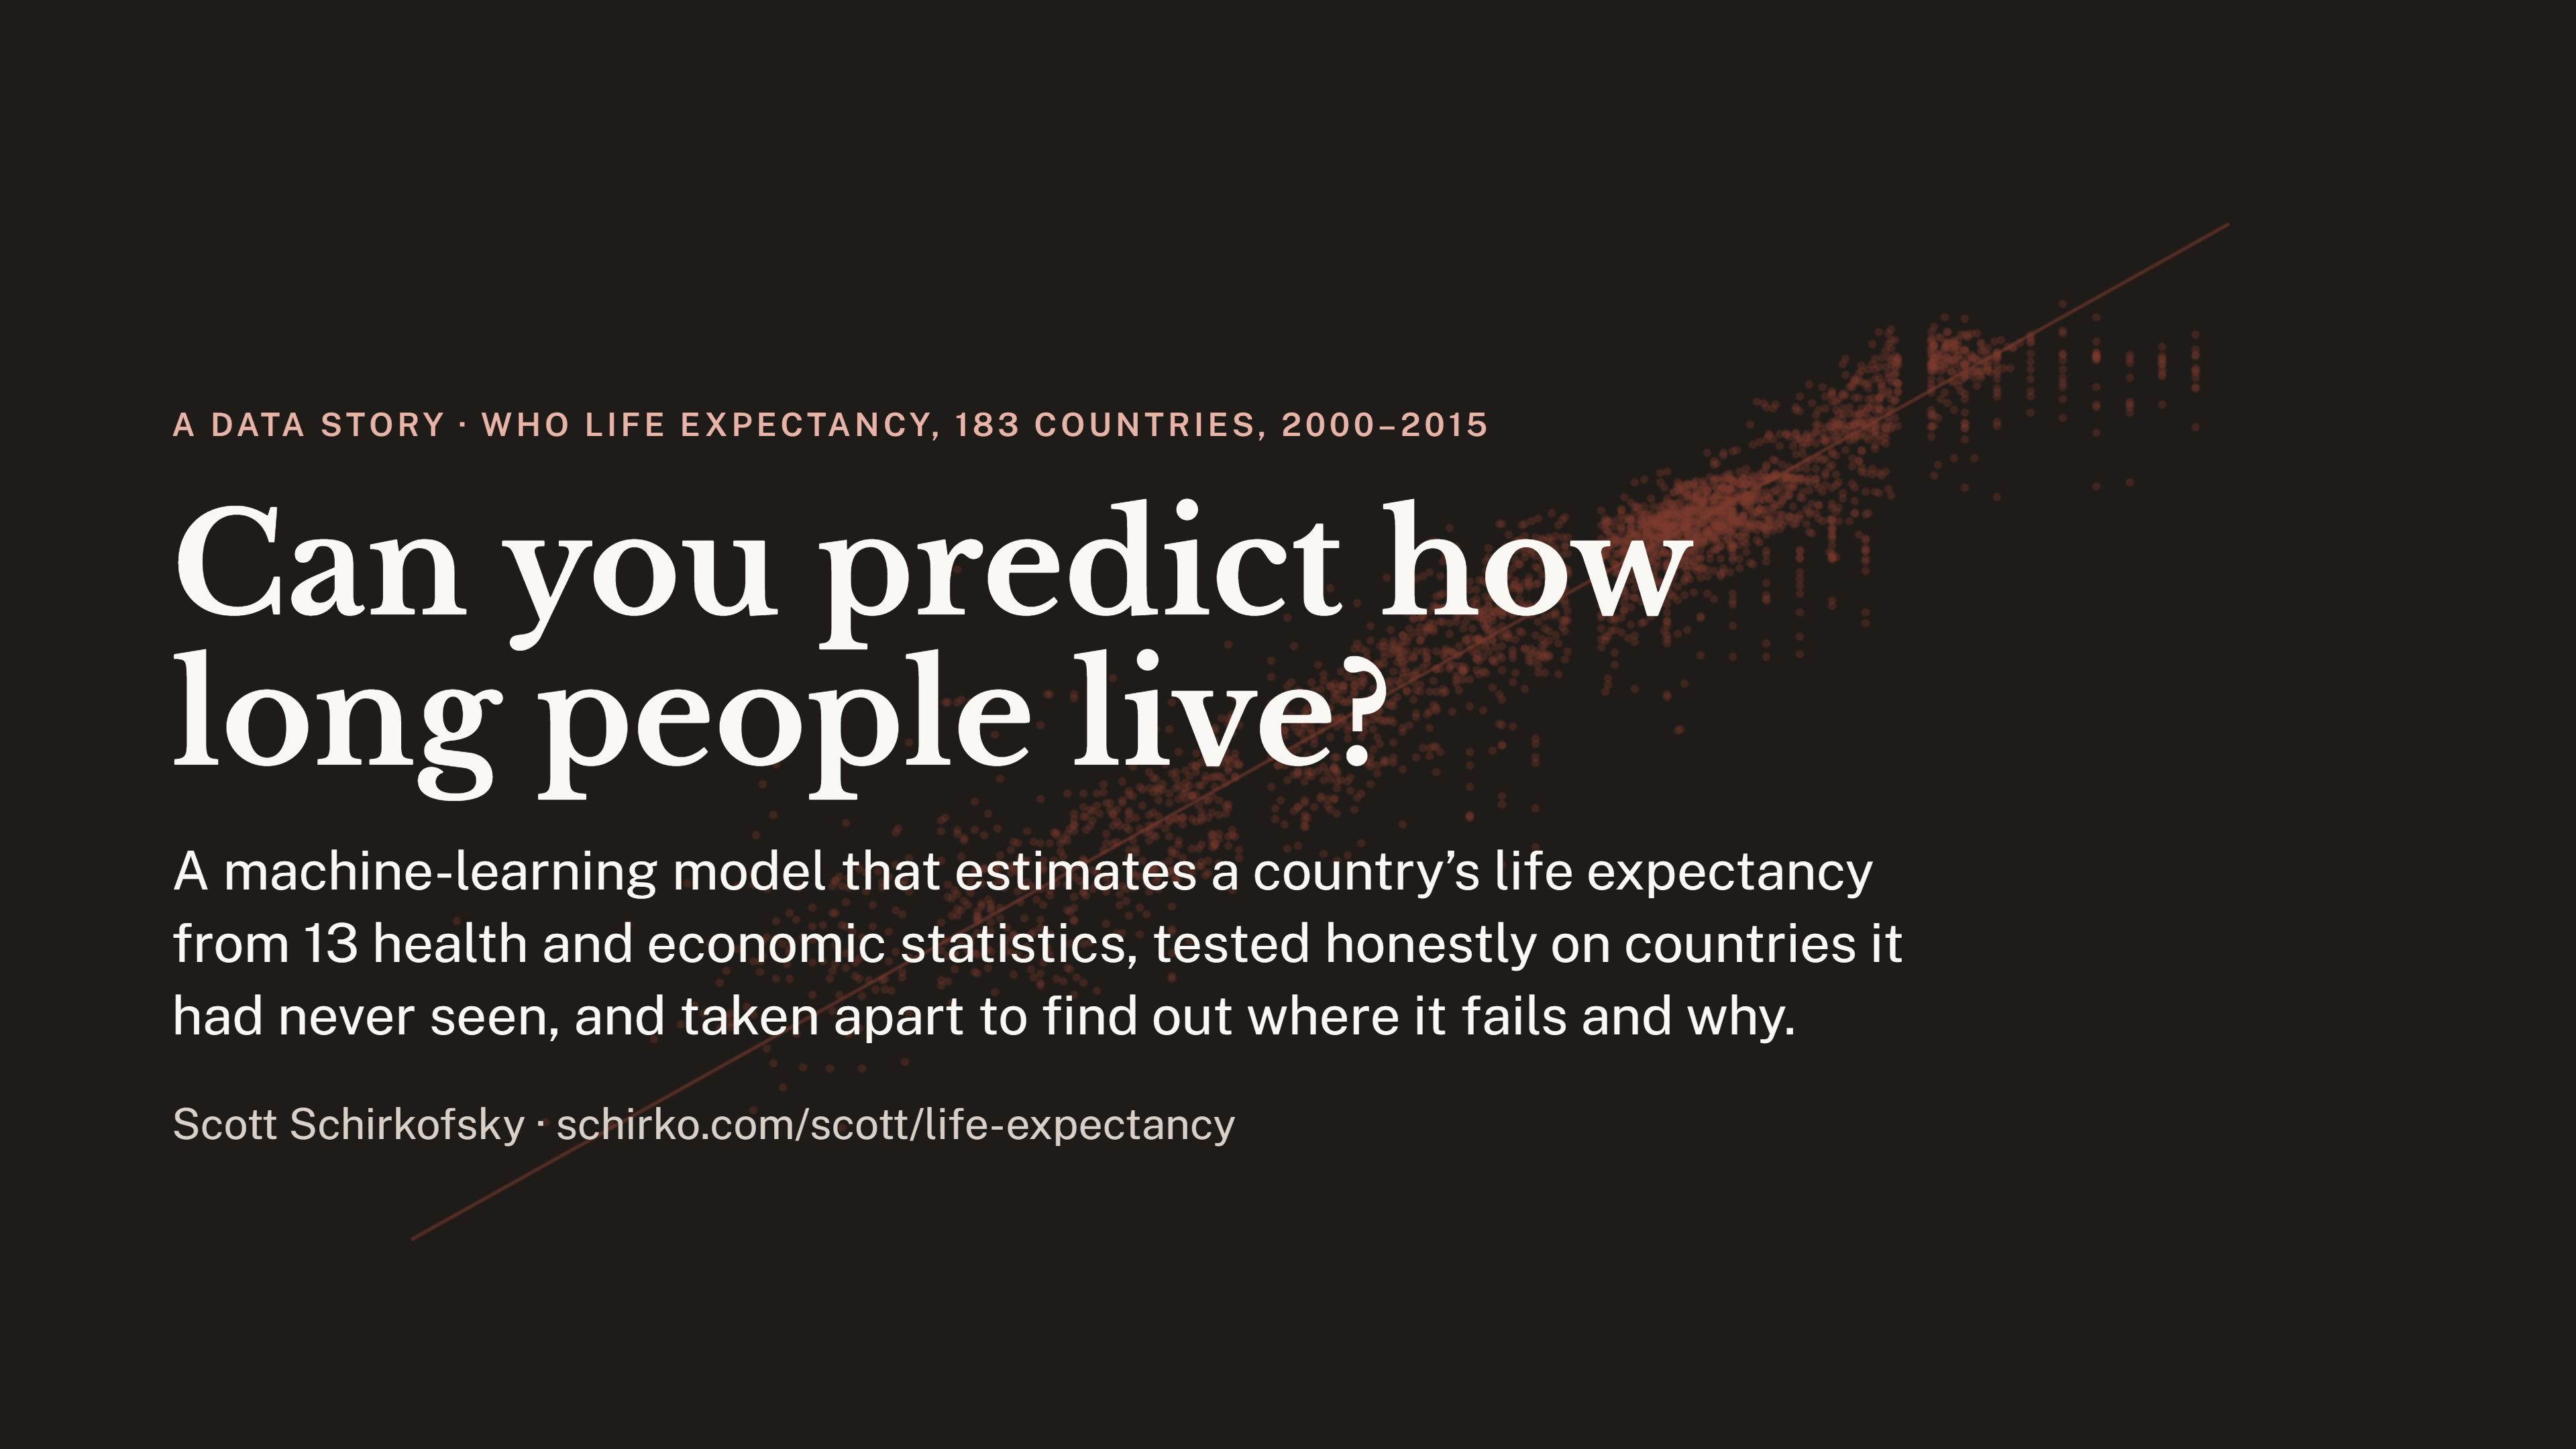 A DATA STORY · WHO LIFE EXPECTANCY, 183 COUNTRIES, 2000–2015
Can you predict how
long people live?
A machine-learning model that estimates a country’s life expectancy
from 13 health and economic statistics, tested honestly on countries it
had never seen, and taken apart to find out where it fails and why.
Scott Schirkofsky · schirko.com/scott/life-expectancy